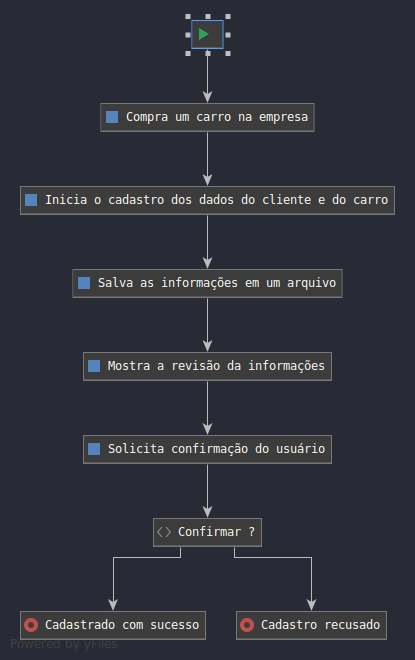 Compra um carro na empresa
Inicia o cadastro dos dados do cliente e do carro
Salva as informações em um arquivo
Mostra a revisão da informações
Solicita confirmação do usuário
Confirmar ?
Cadastrado com sucesso
Cadastro recusado
Powered by yFiles